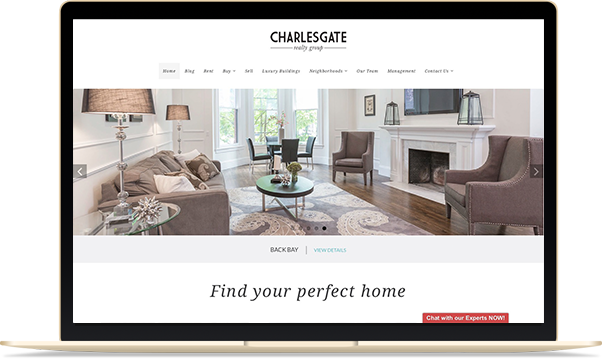 CHARLESGATE
realty group
Home Blog Rent Buy Sell Luxury Buildings Neighborhoods Our Team Management Contact Us
BACK BAY | VIEW DETAILS
Find your perfect home
Chat with our Experts NOW!